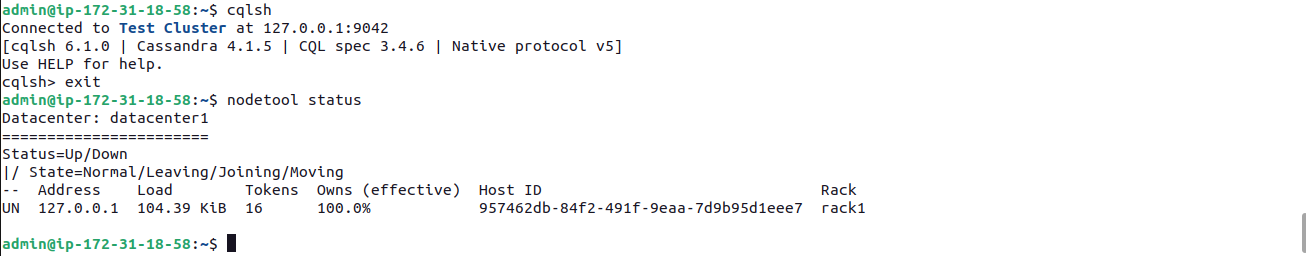 admin@ip-172-31-18-58:~$ cqlsh
Connected to Test Cluster at 127.0.0.1:9042
[cqlsh 6.1.0 | Cassandra 4.1.5 | CQL spec 3.4.6 | Native protocol v5]
Use HELP for help.
cqlsh> exit
admin@ip-172-31-18-58:~$ nodetool status
Datacenter: datacenter1
=======================
Status=Up/Down
|/ State=Normal/Leaving/Joining/Moving
--  Address    Load        Tokens  Owns (effective)  Host ID                               Rack
UN  127.0.0.1  104.39 KiB  16      100.0%            957462db-84f2-491f-9eaa-7d9b95d1eee7  rack1
admin@ip-172-31-18-58:~$